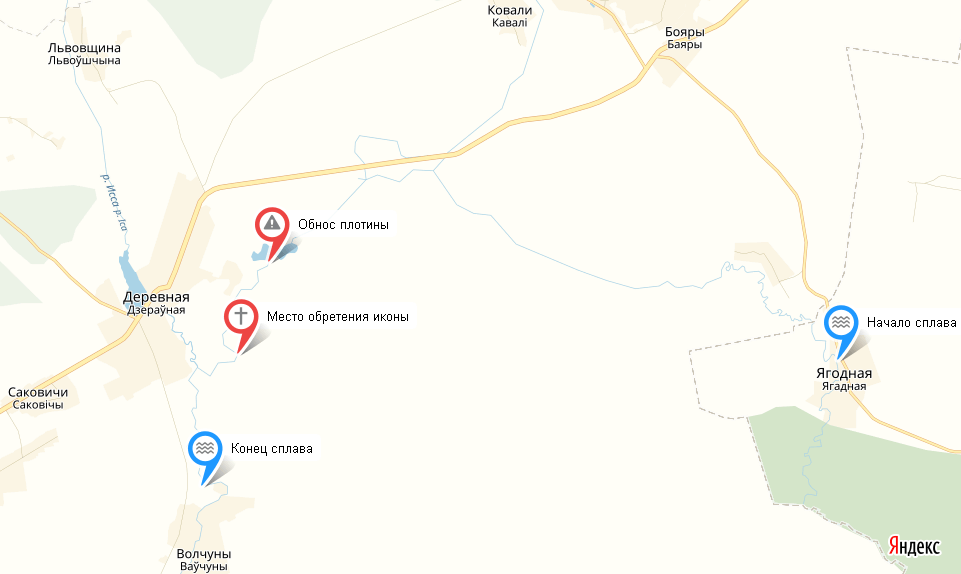 Ковали
Кавалі
Бояры
Баяры
Львовщина
Львоўшчына
р. Исса р. Іса
Обнос плотины
Деревная
Дзераўная
Место обретения иконы
Начало сплава
Ягодная
Ягадная
Саковичи
Саковічы
Конец сплава
Волчуны
Ваўчуны
Яндекс